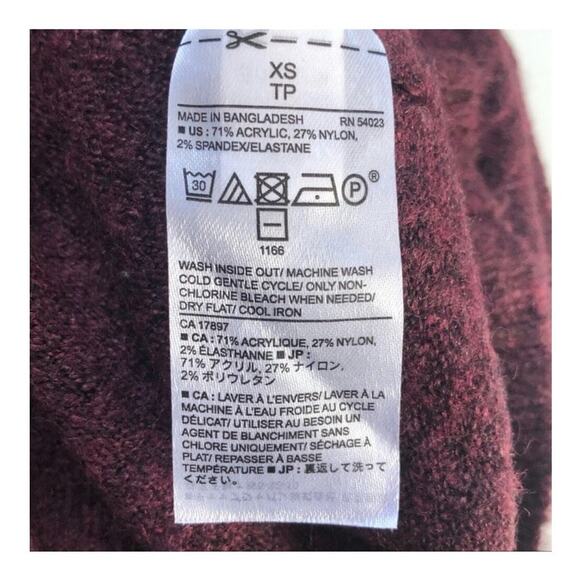 XS
TP
MADE IN BANGLADESH RN 54023
■ US : 71% ACRYLIC, 27% NYLON,
2% SPANDEX/ELASTANE
30 P ®
1166
WASH INSIDE OUT/ MACHINE WASH
COLD GENTLE CYCLE/ ONLY NON-
CHLORINE BLEACH WHEN NEEDED/
DRY FLAT/ COOL IRON
CA 17897
■ CA : 71% ACRYLIQUE, 27% NYLON,
2% ÉLASTHANNE ■ JP :
71% アクリル, 27% ナイロン,
2% ポリウレタン
■ CA : LAVER À L'ENVERS/ LAVER À LA
MACHINE À L'EAU FROIDE AU CYCLE
DÉLICAT/ UTILISER AU BESOIN UN
AGENT DE BLANCHIMENT SANS
CHLORE UNIQUEMENT/ SÉCHAGE À
PLAT/ REPASSER À BASSE
TEMPÉRATURE ■ JP : 裏返して洗って
ください。